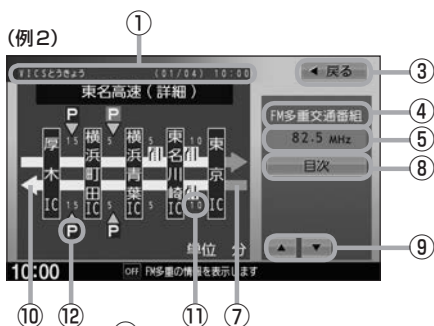 ①
(例2)
VICSとうきょう (01/04) 10:00
◀ 戻る
③
東名高速(詳細)
P P
FM多重交通番組
④
82.5 MHz
⑤
厚木IC 15 横浜町田IC 5 横浜青葉IC 5 東名川崎IC 10 東京IC
目次
⑧
15 5 5 10
P P
単位 分
▲ ▼
⑨
10:00 OFF FM多重の情報を表示します
⑩ ⑫ ⑪ ⑦